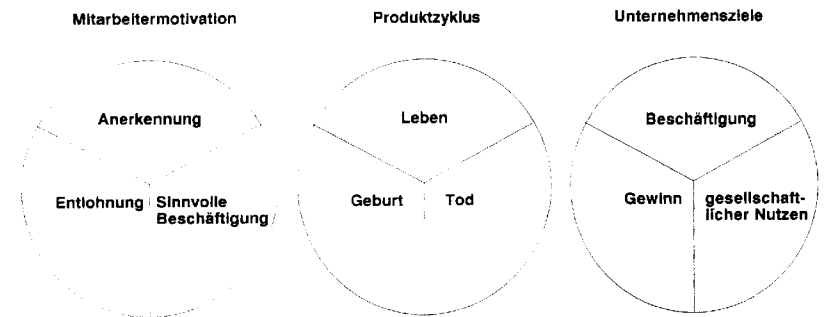 Mitarbeitermotivation
Anerkennung
Entlohnung
Sinnvolle
Beschäftigung
Produktzyklus
Leben
Geburt
Tod
Unternehmensziele
Beschäftigung
Gewinn
gesellschaft-
licher Nutzen